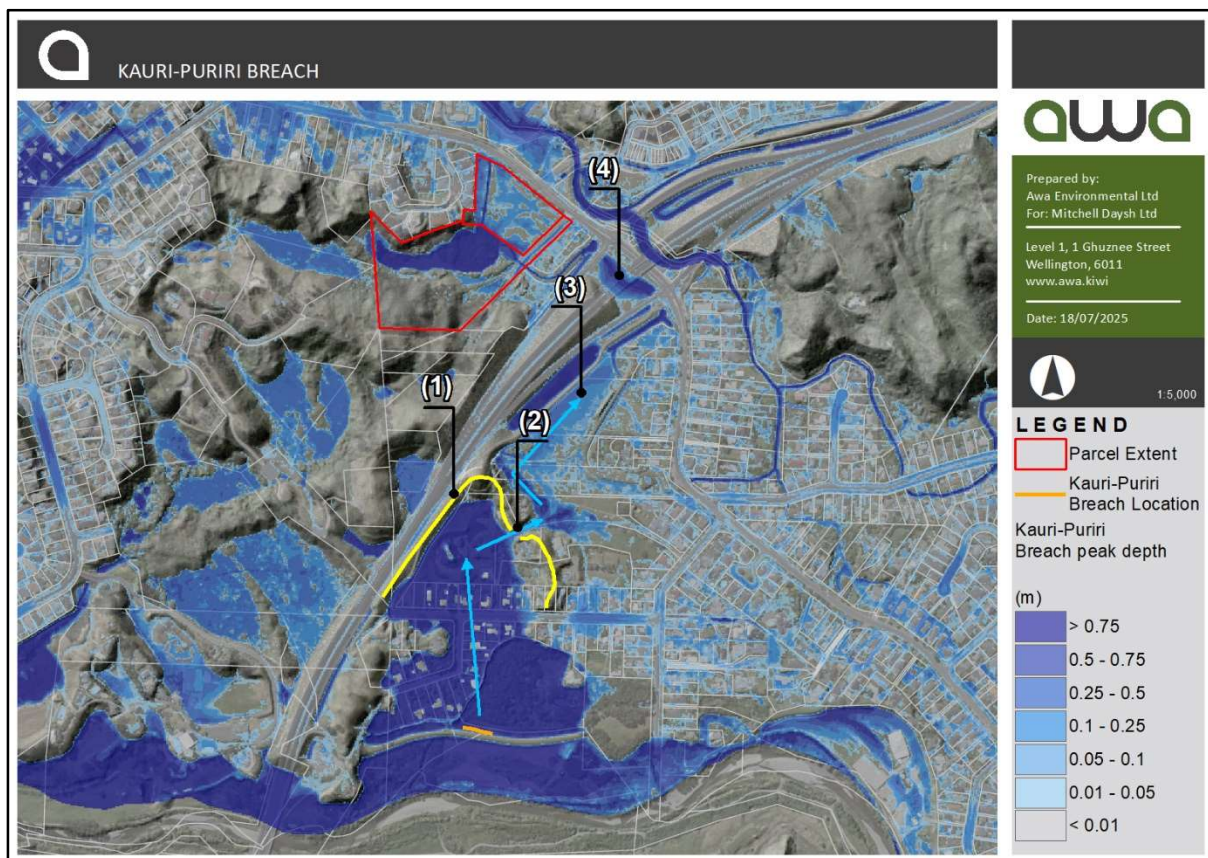 KAURI-PURIRI BREACH
(4)
(3)
(1)
(2)
awa
Prepared by:
Awa Environmental Ltd
For: Mitchell Daysh Ltd
Level 1, 1 Ghuznee Street
Wellington, 6011
www.awa.kiwi
Date: 18/07/2025
1:5,000
LEGEND
Parcel Extent
Kauri-Puriri
Breach Location
Kauri-Puriri
Breach peak depth
(m)
> 0.75
0.5 - 0.75
0.25 - 0.5
0.1 - 0.25
0.05 - 0.1
0.01 - 0.05
< 0.01